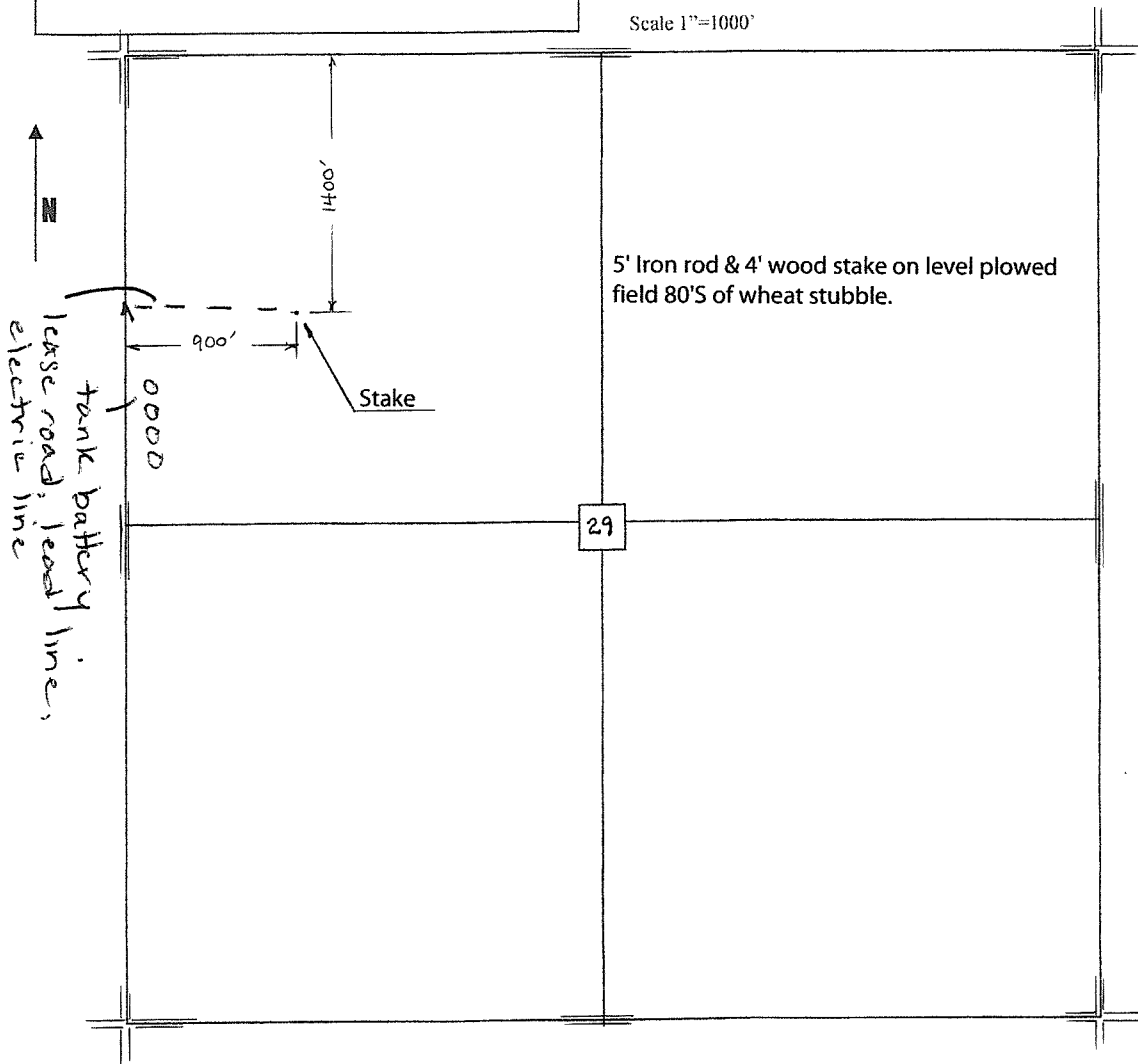 Scale 1"=1000'
1400'
N
5' Iron rod & 4' wood stake on level plowed
field 80'S of wheat stubble.
900'
Stake
0000
tank battery
lease road, lead line,
electric line
29